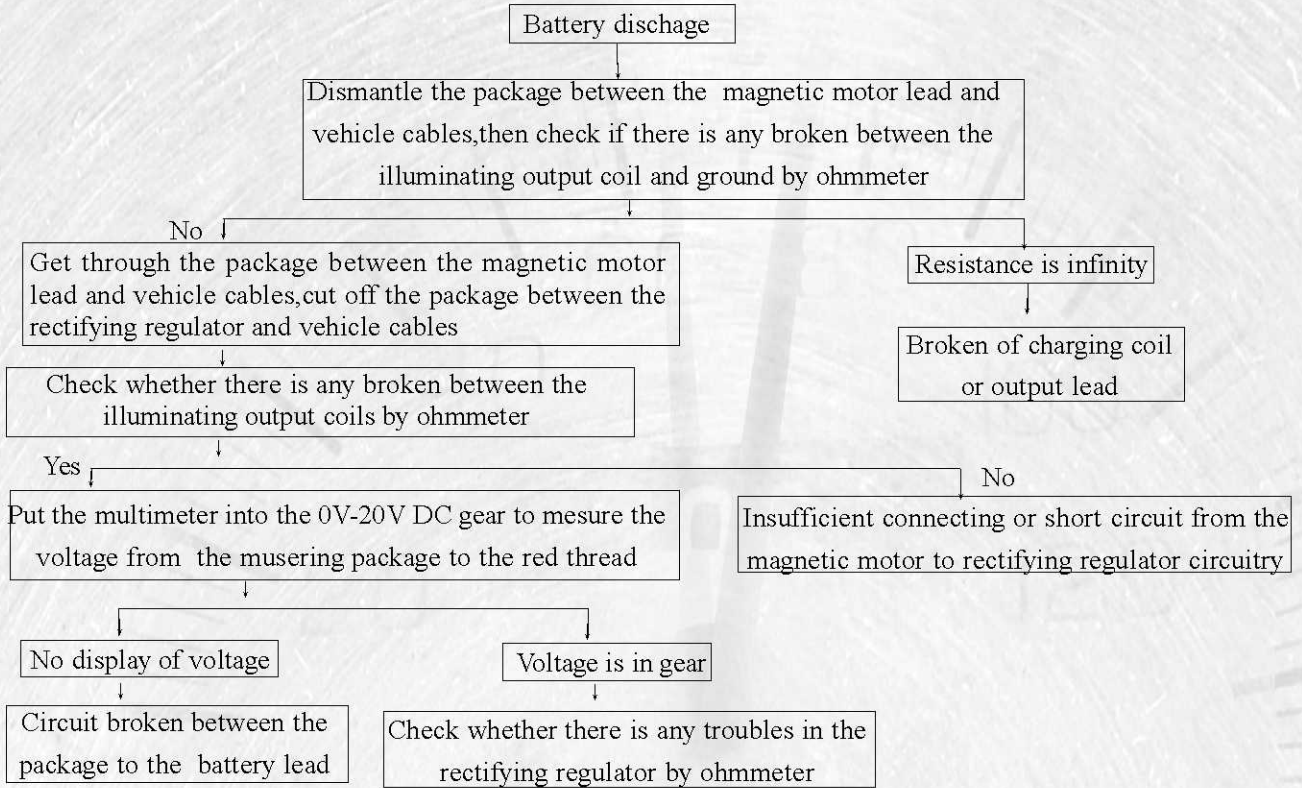 Battery discharge
Dismantle the package between the magnetic motor lead and
vehicle cables,then check if there is any broken between the
illuminating output coil and ground by ohmmeter
No
Get through the package between the magnetic motor
lead and vehicle cables,cut off the package between the
rectifying regulator and vehicle cables
Resistance is infinity
Broken of charging coil
or output lead
Check whether there is any broken between the
illuminating output coils by ohmmeter
Yes
No
Put the multimeter into the 0V-20V DC gear to mesure the
voltage from the musering package to the red thread
Insufficient connecting or short circuit from the
magnetic motor to rectifying regulator circuitry
No display of voltage
Voltage is in gear
Circuit broken between the
package to the battery lead
Check whether there is any troubles in the
rectifying regulator by ohmmeter